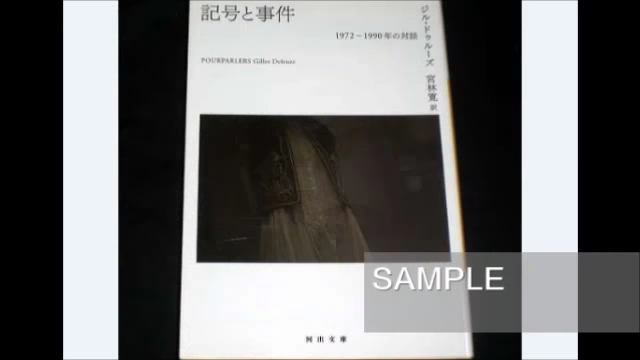 記号と事件
1972-1990年の対話
POURPARLERS Gilles Deleuze
ジル・ドゥルーズ 宮林寛 訳
SAMPLE
河出文庫